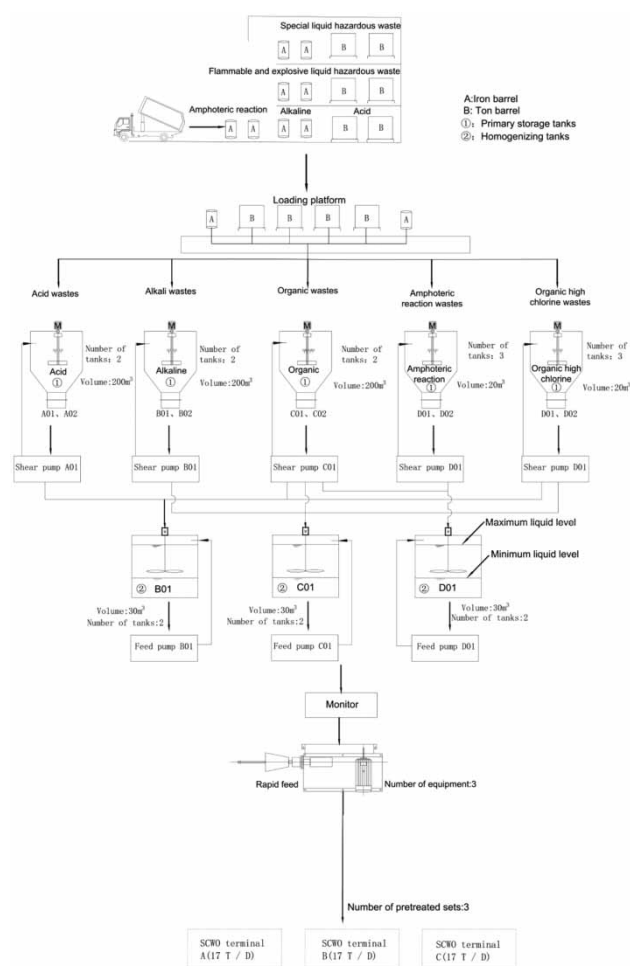 Special liquid hazardous waste
A A B B
Flammable and explosive liquid hazardous waste
A A B B
Amphoteric reaction Alkaline Acid
A A A A B B
A:Iron barrel
B: Ton barrel
①: Primary storage tanks
②: Homogenizing tanks
Loading platform
A B B B B A
Acid wastes
Alkali wastes
Organic wastes
Amphoteric
reaction wastes
Organic high
chlorine wastes
M
Acid
①
Number of
tanks: 2
Volume:200m³
A01、A02
M
Alkaline
①
Number of
tanks: 2
Volume:200m³
B01、B02
M
Organic
①
Number of
tanks: 2
Volume:200m³
C01、C02
M
Amphoteric
reaction
①
Number of
tanks: 3
Volume:20m³
D01、D02
M
Organic high
chlorine
①
Number of
tanks: 3
Volume:20m³
D01、D02
Shear pump A01
Shear pump B01
Shear pump C01
Shear pump D01
Shear pump D01
Maximum liquid level
Minimum liquid level
② B01
② C01
② D01
Volume:30m³
Number of tanks:2
Volume:30m³
Number of tanks:2
Volume:30m³
Number of tanks:2
Feed pump B01
Feed pump C01
Feed pump D01
Monitor
Rapid feed
Number of equipment:3
Number of pretreated sets:3
SCWO terminal
A(17 T / D)
SCWO terminal
B(17 T / D)
SCWO terminal
C(17 T / D)